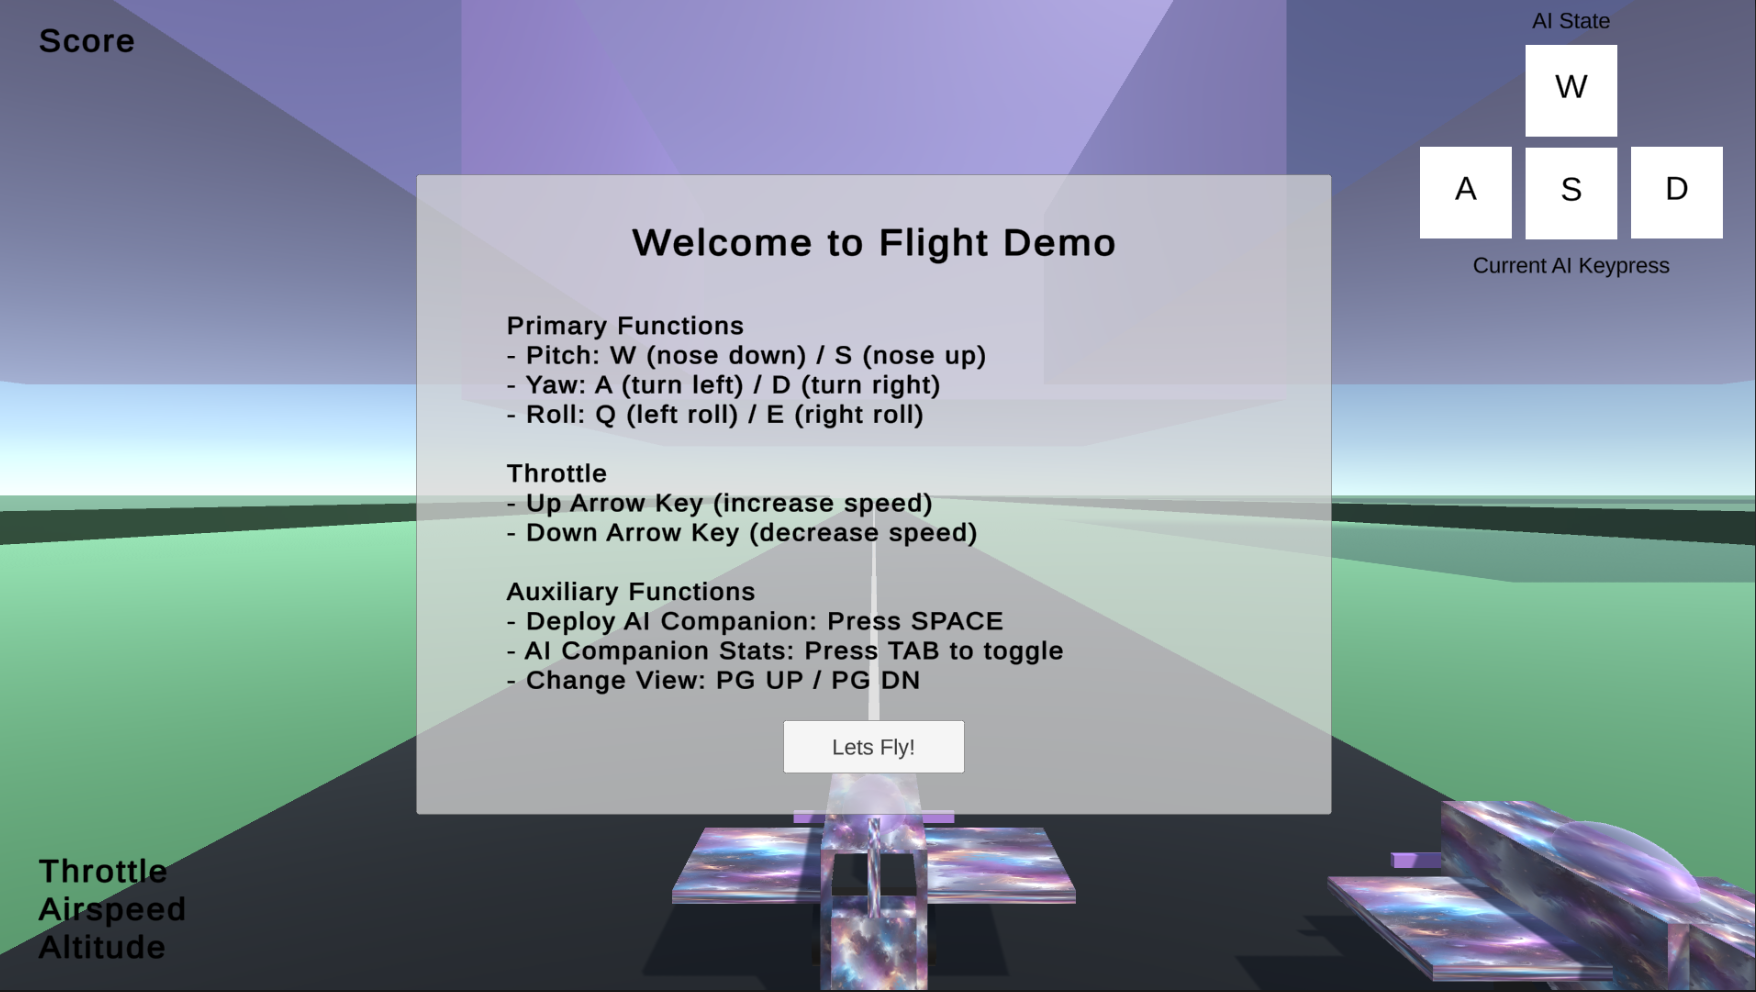 Score
AI State
W
A S D
Current AI Keypress
Welcome to Flight Demo
Primary Functions
- Pitch: W (nose down) / S (nose up)
- Yaw: A (turn left) / D (turn right)
- Roll: Q (left roll) / E (right roll)
Throttle
- Up Arrow Key (increase speed)
- Down Arrow Key (decrease speed)
Auxiliary Functions
- Deploy AI Companion: Press SPACE
- AI Companion Stats: Press TAB to toggle
- Change View: PG UP / PG DN
Lets Fly!
Throttle
Airspeed
Altitude